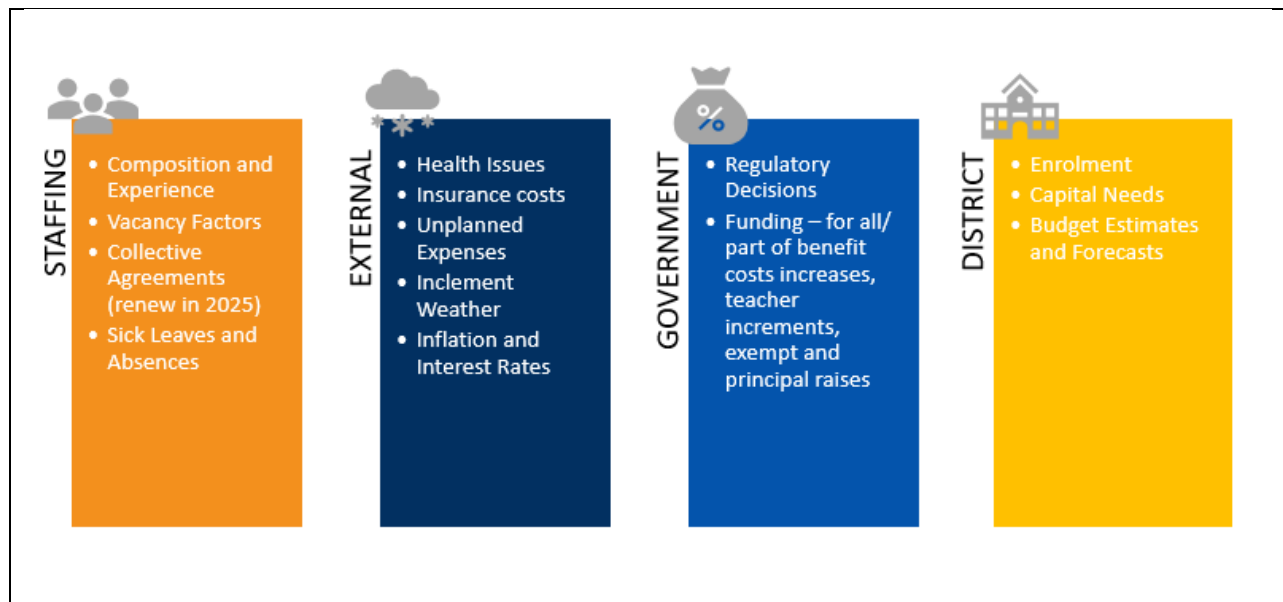 STAFFING
• Composition and
Experience
• Vacancy Factors
• Collective
Agreements
(renew in 2025)
• Sick Leaves and
Absences
EXTERNAL
• Health Issues
• Insurance costs
• Unplanned
Expenses
• Inclement
Weather
• Inflation and
Interest Rates
GOVERNMENT
%
• Regulatory
Decisions
• Funding – for all/
part of benefit
costs increases,
teacher
increments,
exempt and
principal raises
DISTRICT
• Enrolment
• Capital Needs
• Budget Estimates
and Forecasts